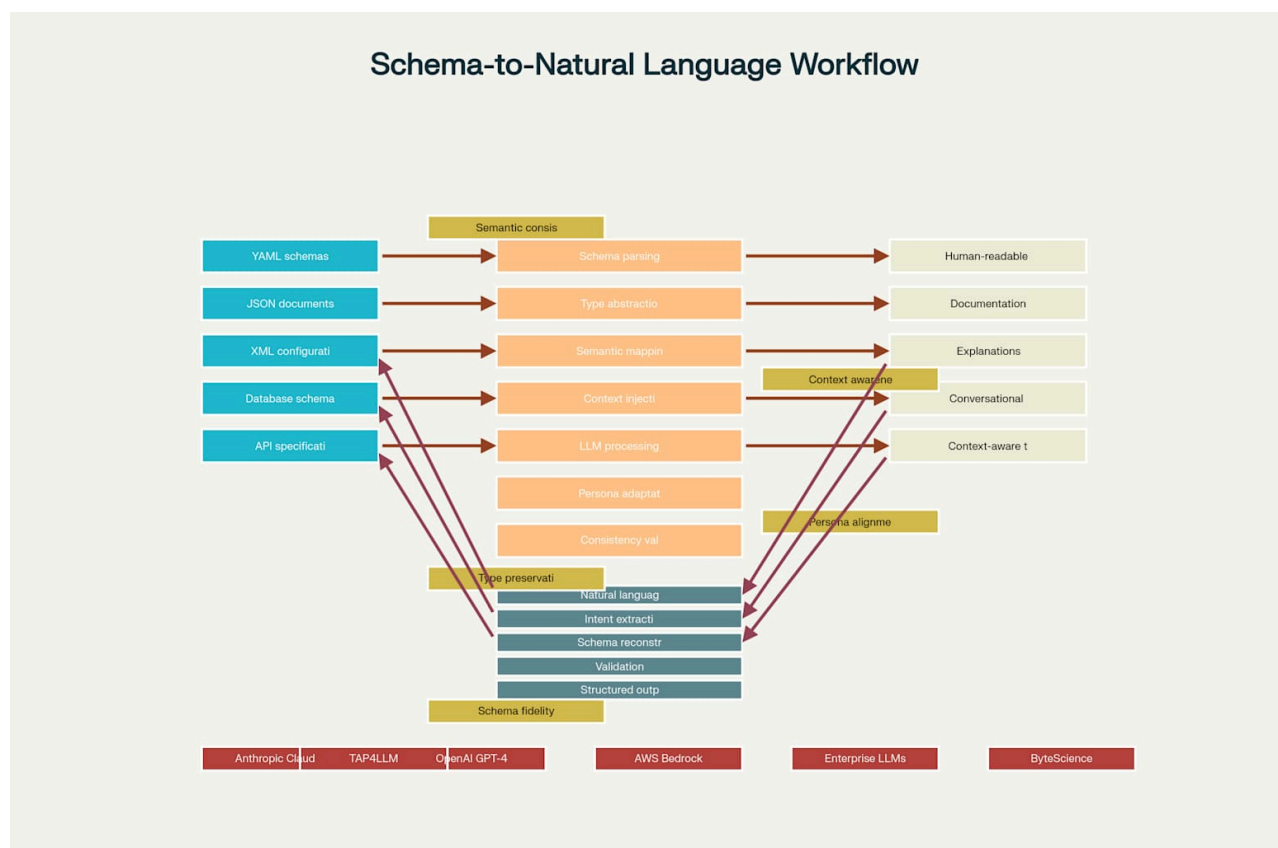 Schema-to-Natural Language Workflow
Semantic consis
YAML schemas
Schema parsing
Human-readable
JSON documents
Type abstractio
Documentation
XML configurati
Semantic mappin
Explanations
Context awarene
Database schema
Context injecti
Conversational
API specificati
LLM processing
Context-aware t
Persona adaptat
Persona alignme
Consistency val
Type preservati
Natural languag
Intent extracti
Schema reconstr
Validation
Structured outp
Schema fidelity
Anthropic Claud
TAP4LLM
OpenAI GPT-4
AWS Bedrock
Enterprise LLMs
ByteScience